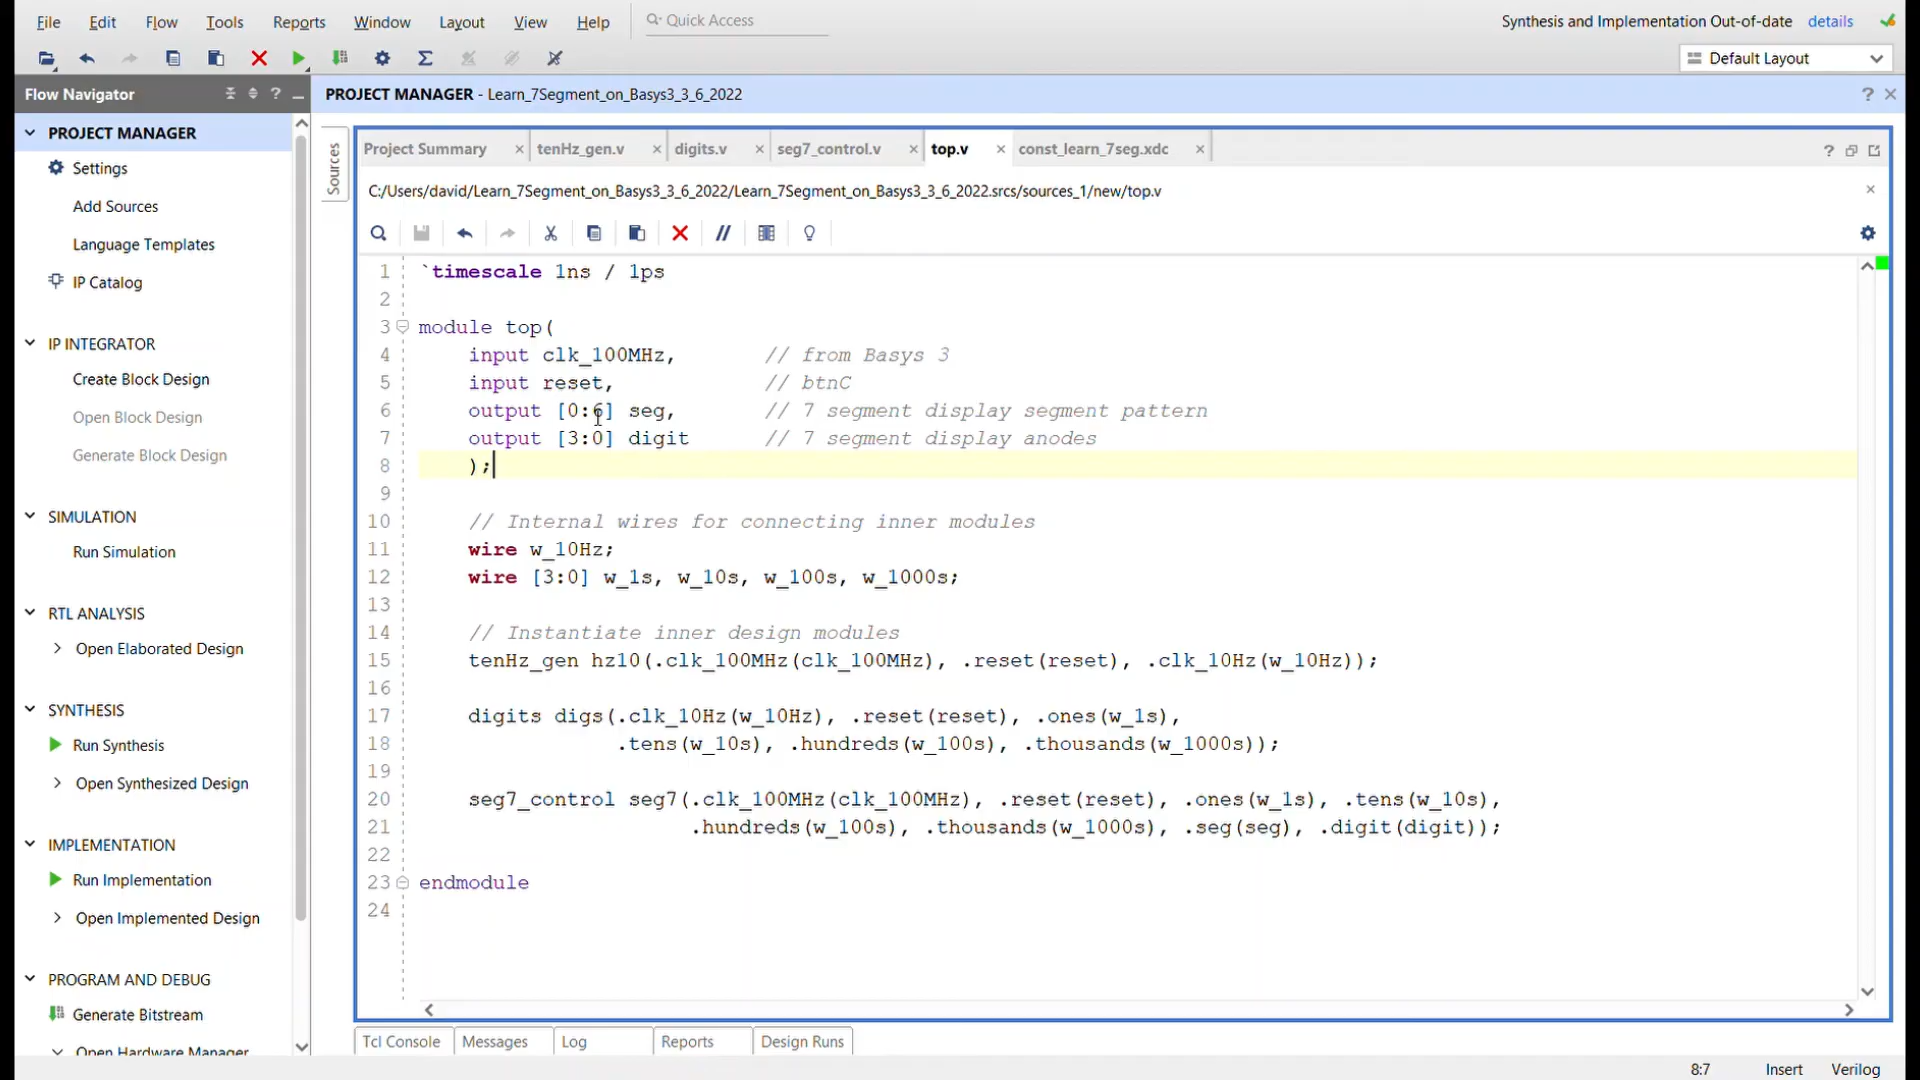 File Edit Flow Tools Reports Window Layout View Help Quick Access Synthesis and Implementation Out-of-date details
Default Layout
Flow Navigator ? _
PROJECT MANAGER - Learn_7Segment_on_Basys3_3_6_2022 ? ×
PROJECT MANAGER
Settings
Add Sources
Language Templates
IP Catalog
IP INTEGRATOR
Create Block Design
Open Block Design
Generate Block Design
SIMULATION
Run Simulation
RTL ANALYSIS
Open Elaborated Design
SYNTHESIS
Run Synthesis
Open Synthesized Design
IMPLEMENTATION
Run Implementation
Open Implemented Design
PROGRAM AND DEBUG
Generate Bitstream
Open Hardware Manager
Sources
Project Summary × tenHz_gen.v × digits.v × seg7_control.v × top.v × const_learn_7seg.xdc × ?
C:/Users/david/Learn_7Segment_on_Basys3_3_6_2022/Learn_7Segment_on_Basys3_3_6_2022.srcs/sources_1/new/top.v ×
1 `timescale 1ns / 1ps
2
3 module top(
4 input clk_100MHz, // from Basys 3
5 input reset, // btnC
6 output [0:6] seg, // 7 segment display segment pattern
7 output [3:0] digit // 7 segment display anodes
8 );
9
10 // Internal wires for connecting inner modules
11 wire w_10Hz;
12 wire [3:0] w_1s, w_10s, w_100s, w_1000s;
13
14 // Instantiate inner design modules
15 tenHz_gen hz10(.clk_100MHz(clk_100MHz), .reset(reset), .clk_10Hz(w_10Hz));
16
17 digits digs(.clk_10Hz(w_10Hz), .reset(reset), .ones(w_1s),
18 .tens(w_10s), .hundreds(w_100s), .thousands(w_1000s));
19
20 seg7_control seg7(.clk_100MHz(clk_100MHz), .reset(reset), .ones(w_1s), .tens(w_10s),
21 .hundreds(w_100s), .thousands(w_1000s), .seg(seg), .digit(digit));
22
23 endmodule
24
Tcl Console Messages Log Reports Design Runs
8:7 Insert Verilog